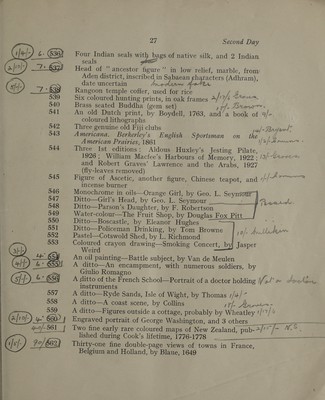 27
Second Day
Four Indian seals with bags of native silk, and 2 Indian
seals
7. 537 Head of "ancestor figure" in low relief, marble, from
Aden district, inscribed in Sabaean characters (Adhram),
date uncertain
7. 538 Rangoon temple coffer, used for rice
539 Six coloured hunting prints, in oak frames
540 Brass seated Buddha (gem set)
541 An old Dutch print, by Boydell, 1763, and a book of
coloured lithographs
542 Three genuine old Fiji clubs
543 Americana. Berkerley's English Sportsman on the
American Prairies, 1861
544 Three 1st editions: Aldous Huxley's Jesting Pilate,
1926; William Macfee's Harbours of Memory, 1922;
and Robert Graves' Lawrence and the Arabs, 1927
(fly-leaves removed)
545 Figure of Ascetic, another figure, Chinese teapot, and
incense burner
546 Monochrome in oils—Orange Girl, by Geo. L. Seymour
547 Ditto—Girl's Head, by Geo. L. Seymour
548 Ditto—Parson's Daughter, by F. Robertson
549 Water-colour—The Fruit Shop, by Douglas Fox Pitt
550 Ditto—Boscastle, by Eleanor Hughes
551 Ditto—Policeman Drinking, by Tom Browne
552 Pastel—Cotswold Shed, by L. Richmond
553 Coloured crayon drawing—Smoking Concert, by Jasper
Weird
An oil painting—Battle subject, by Van de Meulen
A ditto—An encampment, with numerous soldiers, by
Giulio Romagno
A ditto of the French School—Portrait of a doctor holding
instruments
557 A ditto—Ryde Sands, Isle of Wight, by Thomas
558 A ditto—A coast scene, by Collins
559 A ditto—Figures outside a cottage, probably by Wheatley
Engraved portrait of George Washington, and 3 others
561 Two fine early rare coloured maps of New Zealand, pub-
lished during Cook's lifetime, 1776-1778
Thirty-one fine double-page views of towns in France,
Belgium and Holland, by Blane, 1649